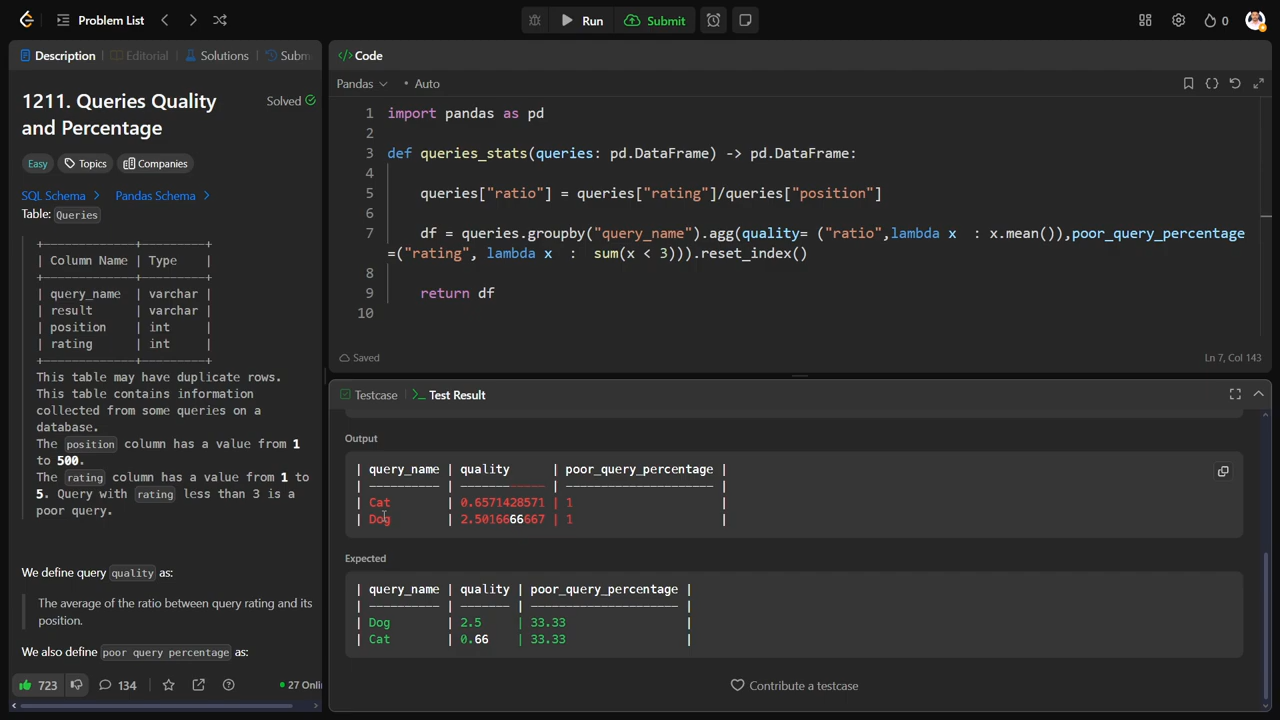 Problem List
Run
Submit
0
Description
Editorial
Solutions
Subm
1211. Queries Quality
and Percentage
Solved
Easy
Topics
Companies
SQL Schema >
Pandas Schema >
Table: Queries
+-------------+---------+
| Column Name | Type    |
+-------------+---------+
| query_name  | varchar |
| result      | varchar |
| position    | int     |
| rating      | int     |
+-------------+---------+
This table may have duplicate rows.
This table contains information
collected from some queries on a
database.
The position column has a value from 1
to 500.
The rating column has a value from 1 to
5. Query with rating less than 3 is a
poor query.
We define query quality as:
The average of the ratio between query rating and its
position.
We also define poor query percentage as:
723
134
27 Onli
</> Code
Pandas
• Auto
1 import pandas as pd
2
3 def queries_stats(queries: pd.DataFrame) -> pd.DataFrame:
4
5 queries["ratio"] = queries["rating"]/queries["position"]
6
7 df = queries.groupby("query_name").agg(quality= ("ratio",lambda x  : x.mean()),poor_query_percentage
=("rating", lambda x  :  sum(x < 3))).reset_index()
8
9 return df
10
Saved
Ln 7, Col 143
Testcase
Test Result
Output
| query_name | quality      | poor_query_percentage |
| ---------- | ------------ | --------------------- |
| Cat        | 0.6571428571 | 1                     |
| Dog        | 2.5016666667 | 1                     |
Expected
| query_name | quality | poor_query_percentage |
| ---------- | ------- | --------------------- |
| Dog        | 2.5     | 33.33                 |
| Cat        | 0.66    | 33.33                 |
Contribute a testcase